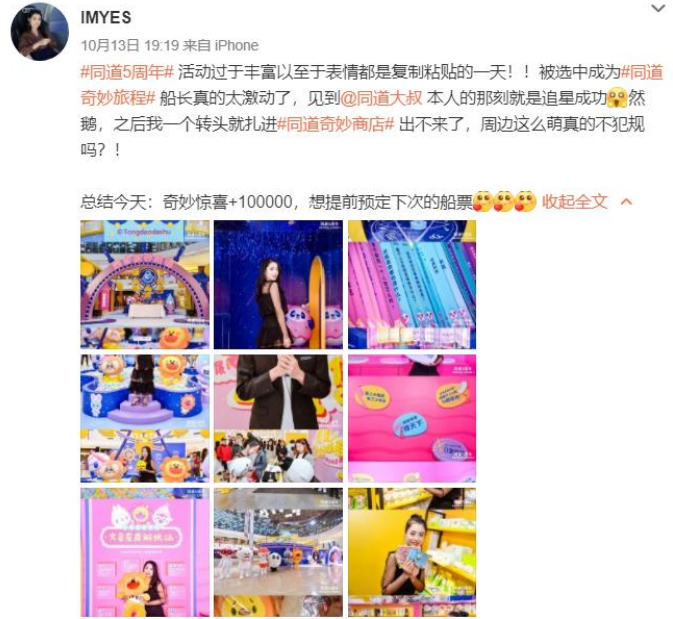 IMYES
10月13日 19:19 来自 iPhone
#同道5周年# 活动过于丰富以至于表情都是复制粘贴的一天！！被选中成为#同道
奇妙旅程# 船长真的太激动了，见到@同道大叔 本人的那刻就是追星成功然
鹅，之后我一个转头就扎进#同道奇妙商店# 出不来了，周边这么萌真的不犯规
吗？！
总结今天：奇妙惊喜+100000，想提前预定下次的船票 收起全文
©Tongdaodashu